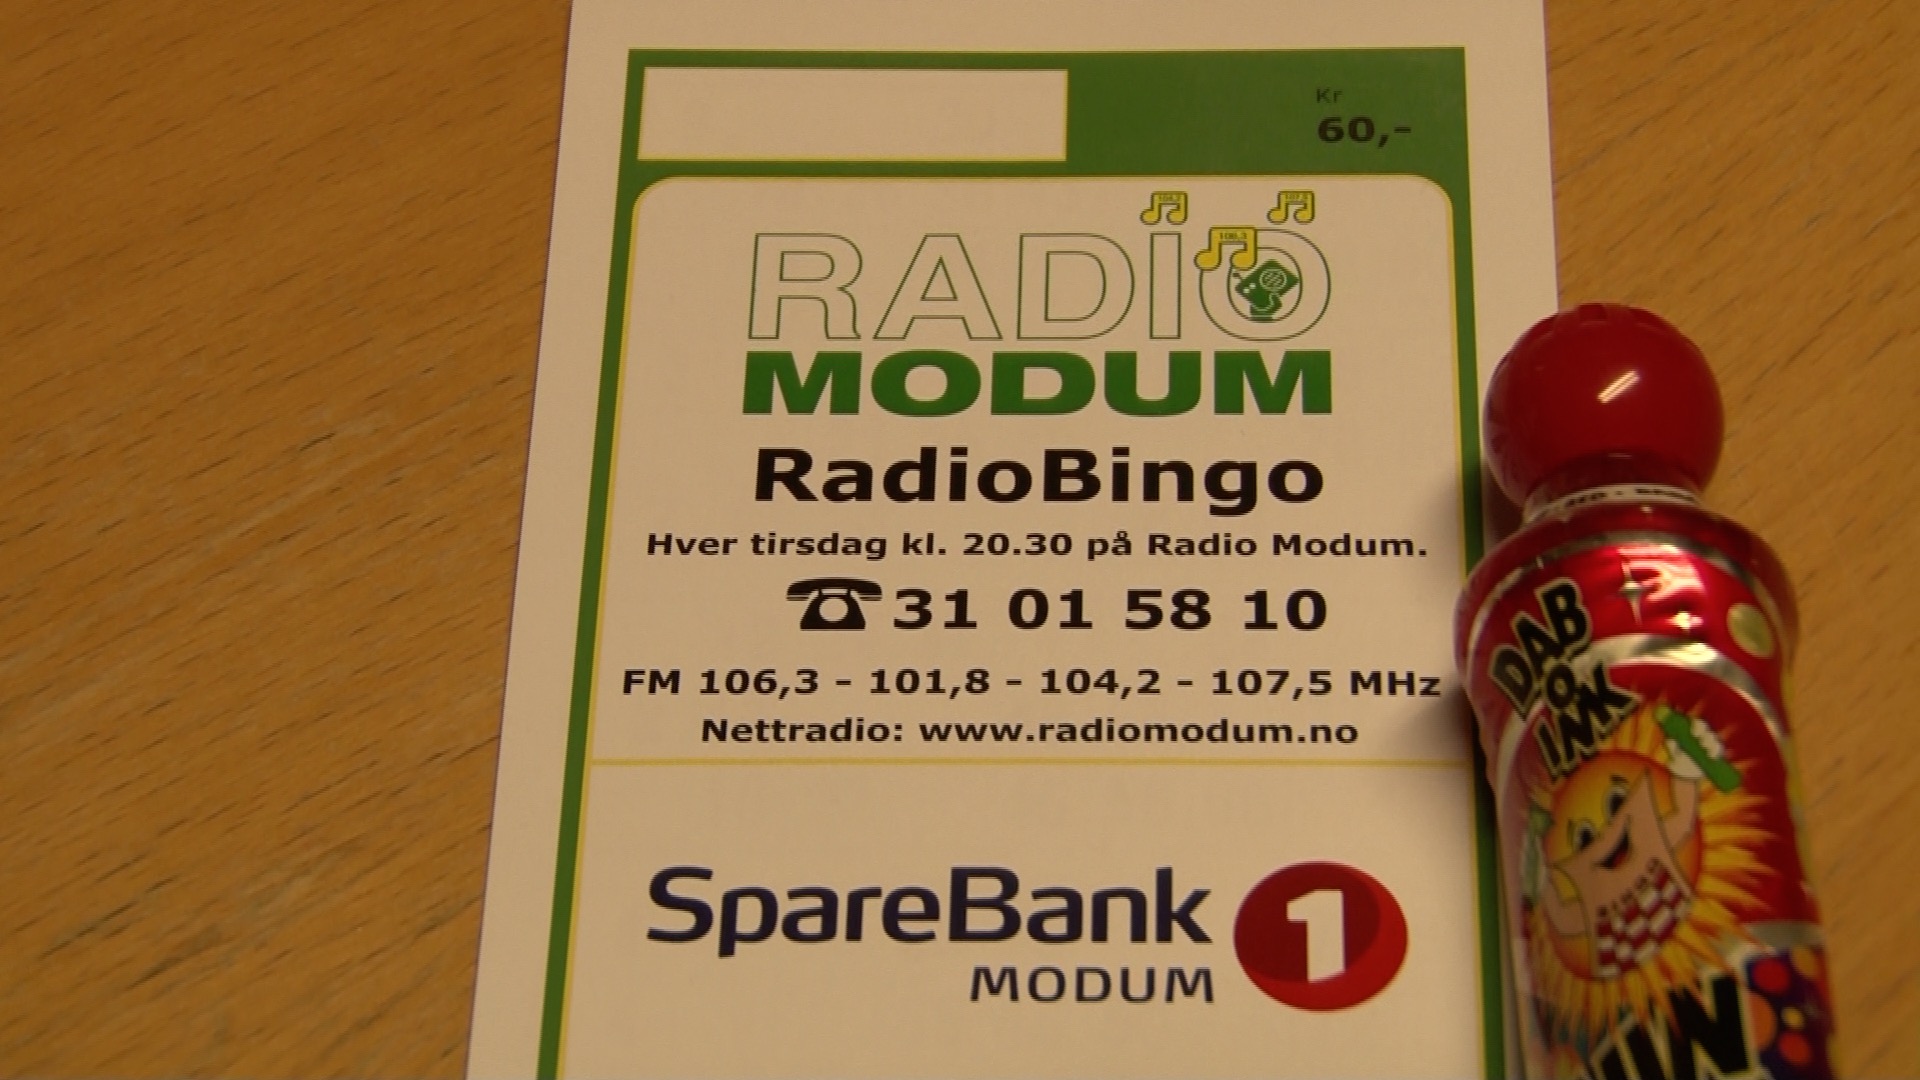 Kr
60,-
RADIO
MODUM
RadioBingo
Hver tirsdag kl. 20.30 på Radio Modum.
31 01 58 10
FM 106,3 - 101,8 - 104,2 - 107,5 MHz
Nettradio: www.radiomodum.no
SpareBank 1
MODUM
DAB
O
INK